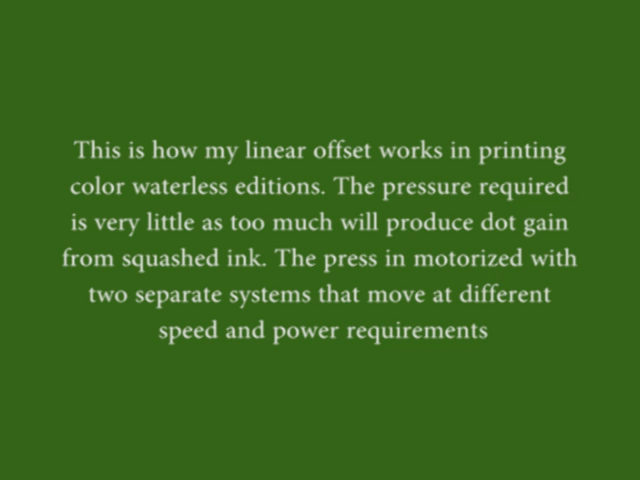 This is how my linear offset works in printing
color waterless editions. The pressure required
is very little as too much will produce dot gain
from squashed ink. The press in motorized with
two separate systems that move at different
speed and power requirements